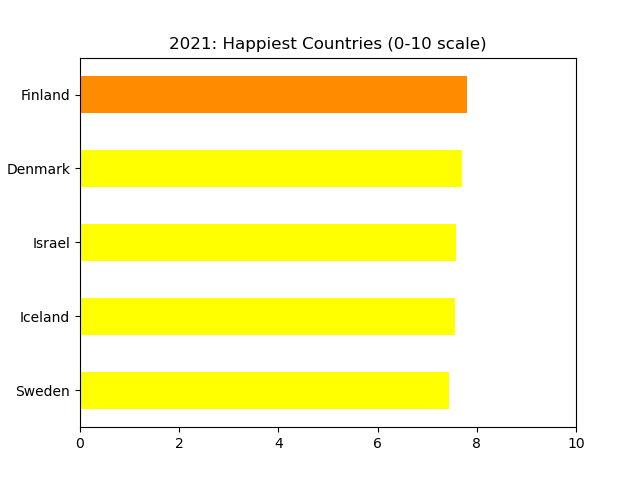 2021: Happiest Countries (0-10 scale)
Finland
Denmark
Israel
Iceland
Sweden
0 2 4 6 8 10